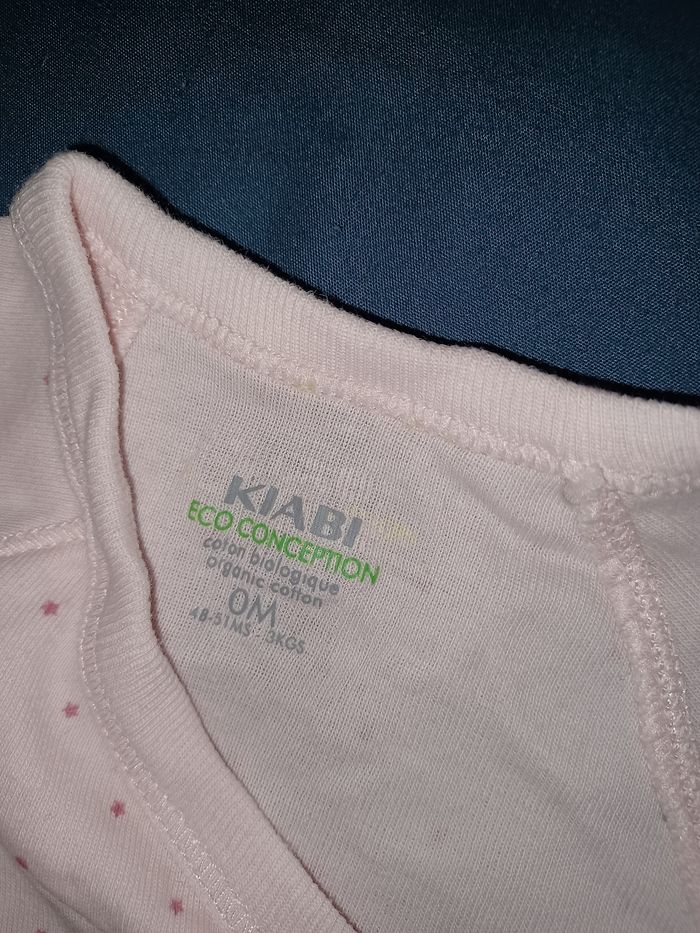 KIABI
ECO CONCEPTION
coton biologique
organic cotton
0M
48-51MS - 3KGS